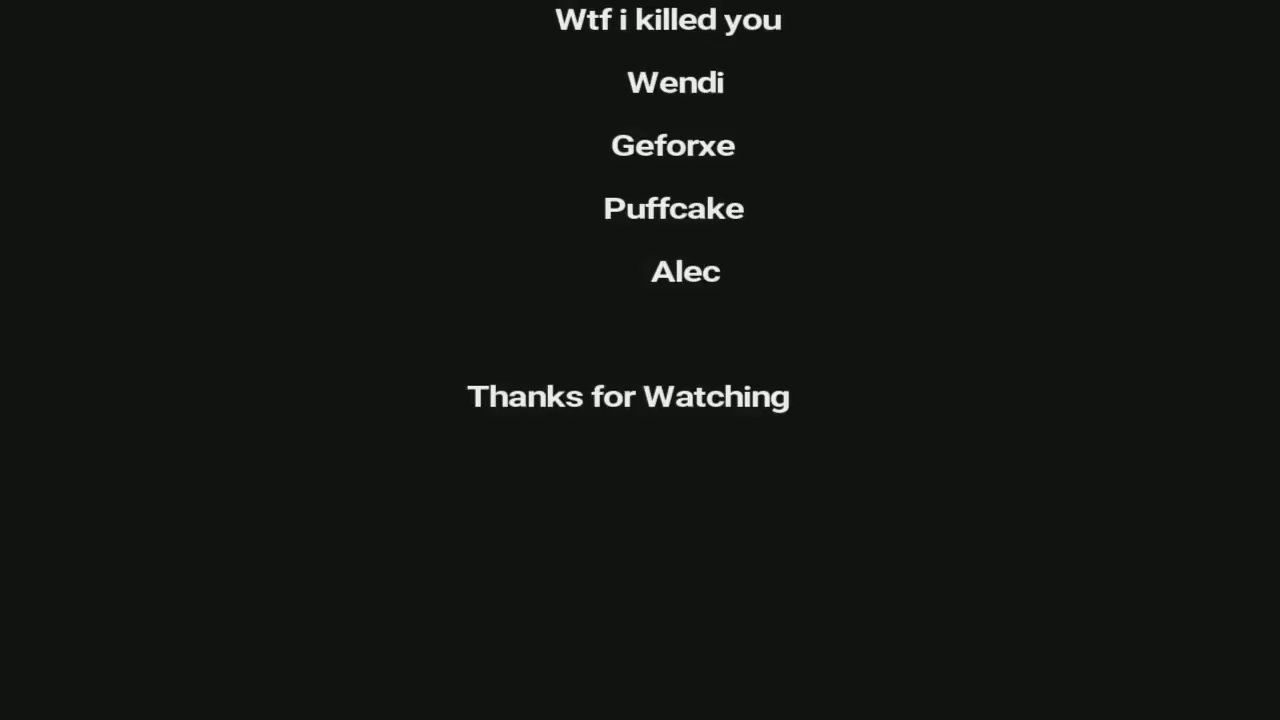 Wtf i killed you
Wendi
Geforxe
Puffcake
Alec
Thanks for Watching